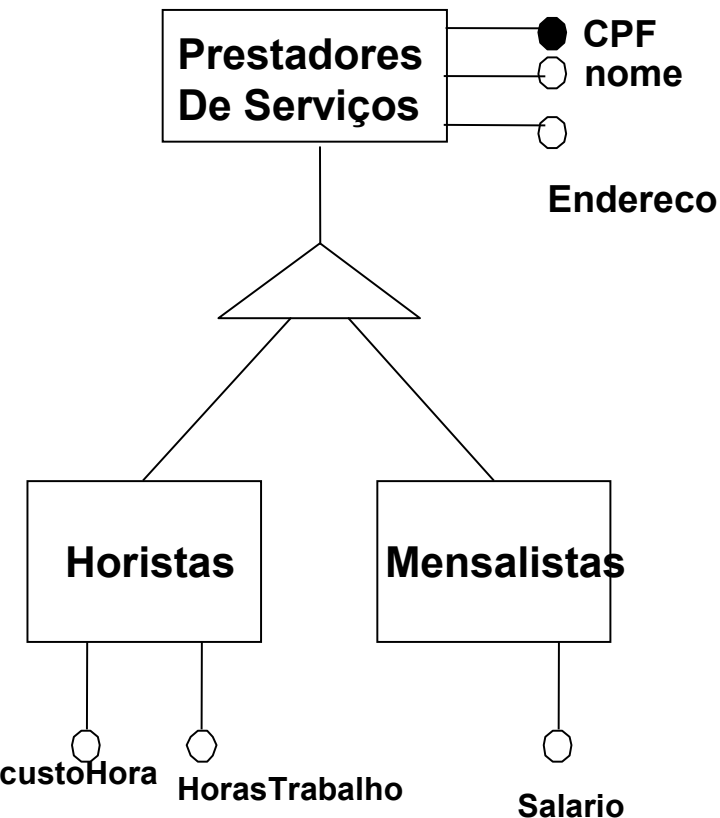 Prestadores
De Serviços
CPF
nome
Endereco
Horistas
Mensalistas
custoHora
HorasTrabalho
Salario